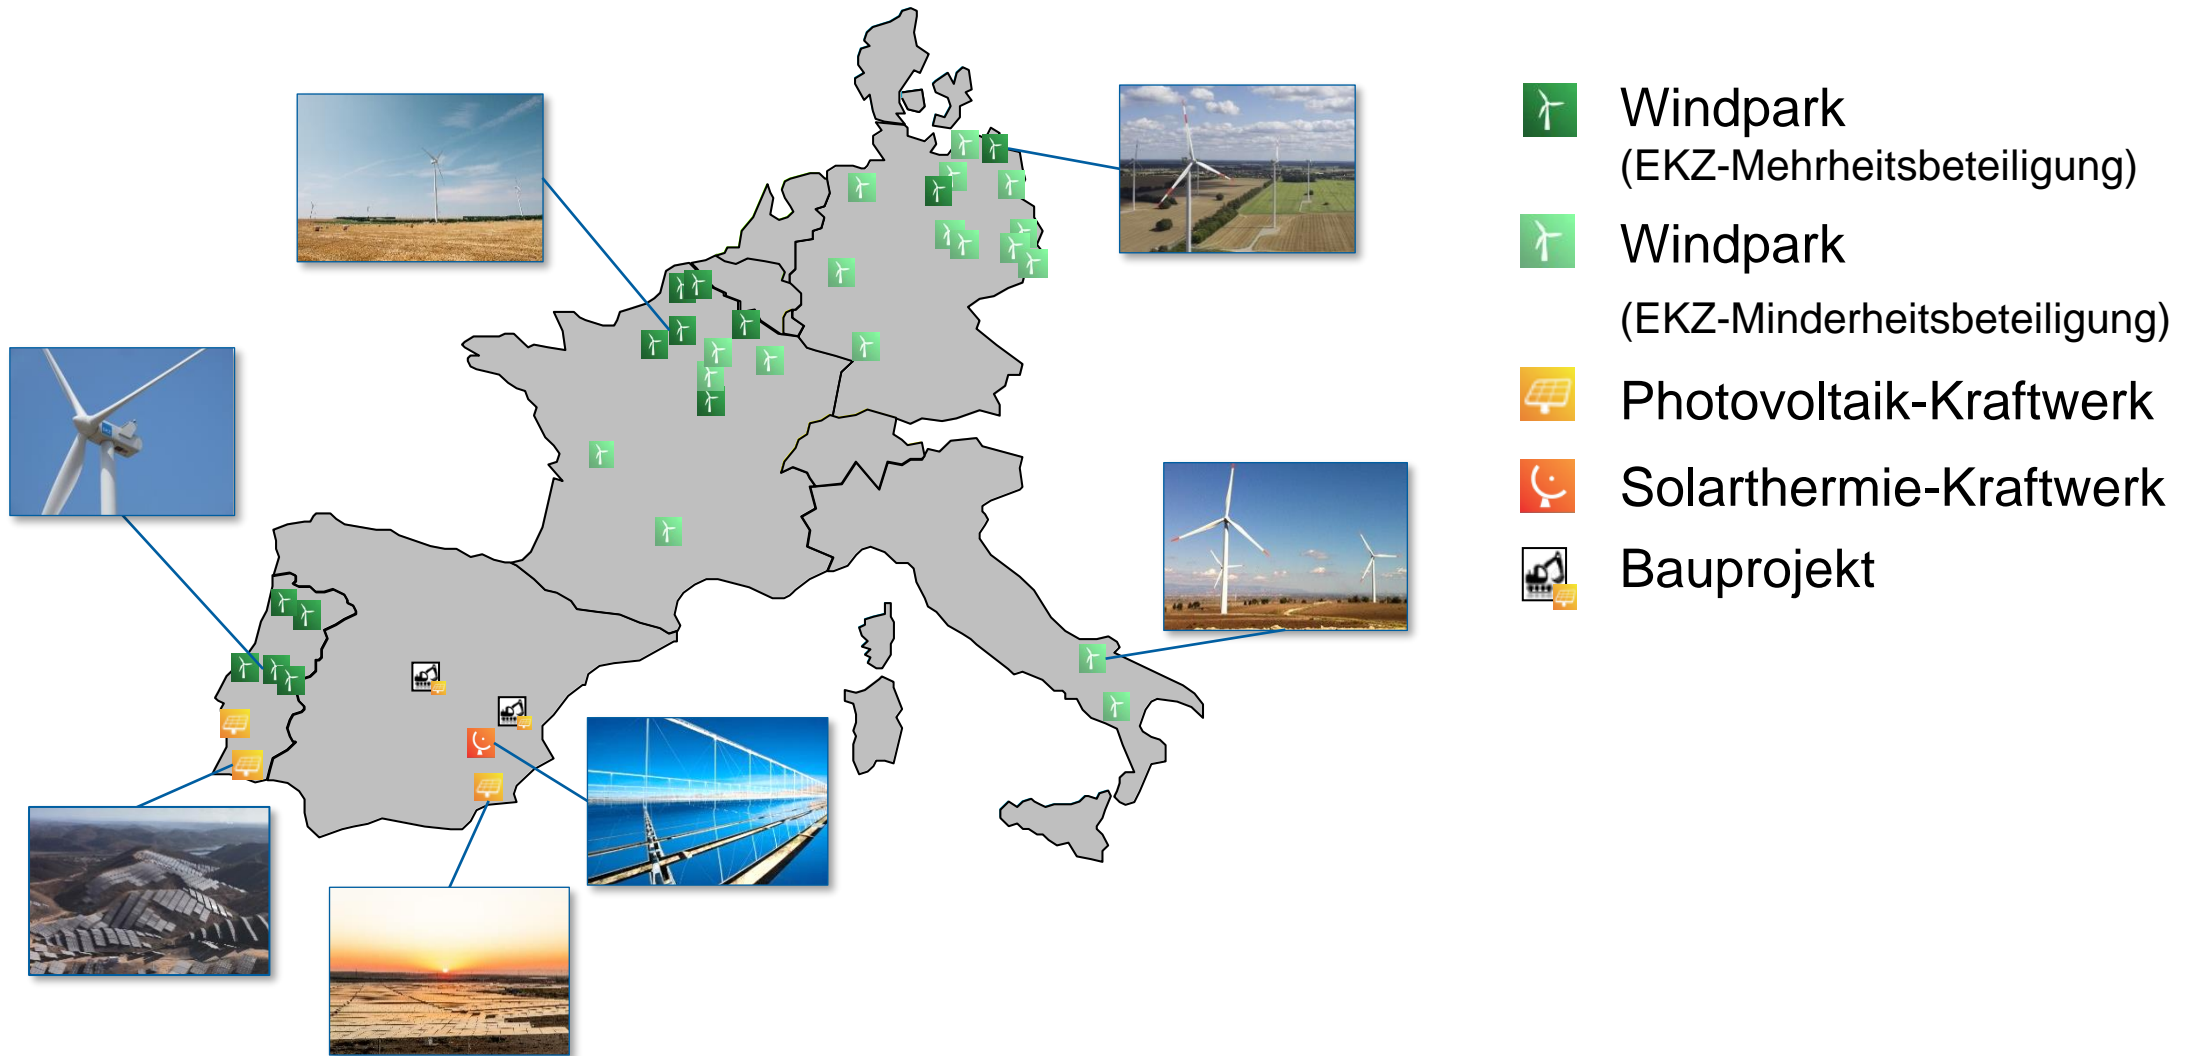 Windpark
(EKZ-Mehrheitsbeteiligung)
Windpark
(EKZ-Minderheitsbeteiligung)
Photovoltaik-Kraftwerk
Solarthermie-Kraftwerk
Bauprojekt